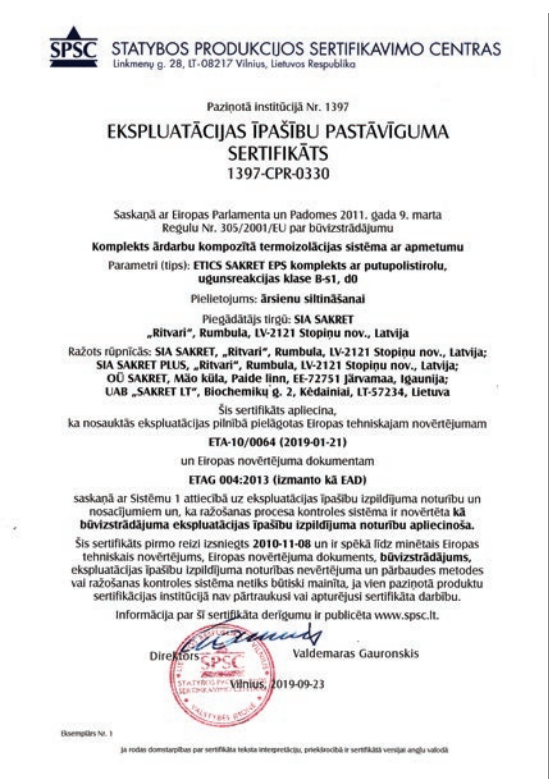 SPSC STATYBOS PRODUKCIJOS SERTIFIKAVIMO CENTRAS
Linkmenų g. 28, LT-08217 Vilnius, Lietuvos Respublika
Paziņotā institūcijā Nr. 1397
EKSPLUATĀCIJAS ĪPAŠĪBU PASTĀVĪGUMA
SERTIFIKĀTS
1397-CPR-0330
Saskaņā ar Eiropas Parlamenta un Padomes 2011. gada 9. marta
Regulu Nr. 305/2001/EU par būvizstrādājumu
Komplekts ārdarbu kompozītā termoizolācijas sistēma ar apmetumu
Parametri (tips): ETICS SAKRET EPS komplekts ar putupolistirolu,
ugunsreakcijas klase B-s1, d0
Pielietojums: ārsienu siltināšanai
Piegādātājs tirgū: SIA SAKRET
„Ritvari“, Rumbula, LV-2121 Stopiņu nov., Latvija
Ražots rūpnīcās: SIA SAKRET, „Ritvari“, Rumbula, LV-2121 Stopiņu nov., Latvija;
SIA SAKRET PLUS, „Ritvari“, Rumbula, LV-2121 Stopiņu nov., Latvija;
OÜ SAKRET, Mäo küla, Paide linn, EE-72751 Järvamaa, Igaunija;
UAB „SAKRET LT“, Biochemikų g. 2, Kėdainiai, LT-57234, Lietuva
Šis sertifikāts apliecina,
ka nosauktās ekspluatācijas pilnībā pielāgotas Eiropas tehniskajam novērtējumam
ETA-10/0064 (2019-01-21)
un Eiropas novērtējuma dokumentam
ETAG 004:2013 (izmanto kā EAD)
saskaņā ar Sistēmu 1 attiecībā uz ekspluatācijas īpašību izpildījuma noturību un
nosacījumiem un, ka ražošanas procesa kontroles sistēma ir novērtēta kā
būvizstrādājuma ekspluatācijas īpašību izpildījuma noturību apliecinoša.
Šis sertifikāts pirmo reizi izsniegts 2010-11-08 un ir spēkā līdz minētais Eiropas
tehniskais novērtējums, Eiropas novērtējuma dokuments, būvizstrādājums,
ekspluatācijas īpašību izpildījuma noturības nevērtējuma un pārbaudes metodes
vai ražošanas kontroles sistēma netiks būtiski mainīta, ja vien paziņotā produktu
sertifikācijas institūcijā nav pārtraukusi vai apturējusi sertifikāta darbību.
Informācija par šī sertifikāta derīgumu ir publicēta www.spsc.lt.
Direktors Valdemaras Gauronskis
SPSC
Vilnius, 2019-09-23
VALSTYBĖS ĮMONĖ
Eksemplārs Nr. 1
Ja rodas domstarpības par sertifikāta teksta interpretāciju, priekšrocībā ir sertifikātā versijai angļu valodā